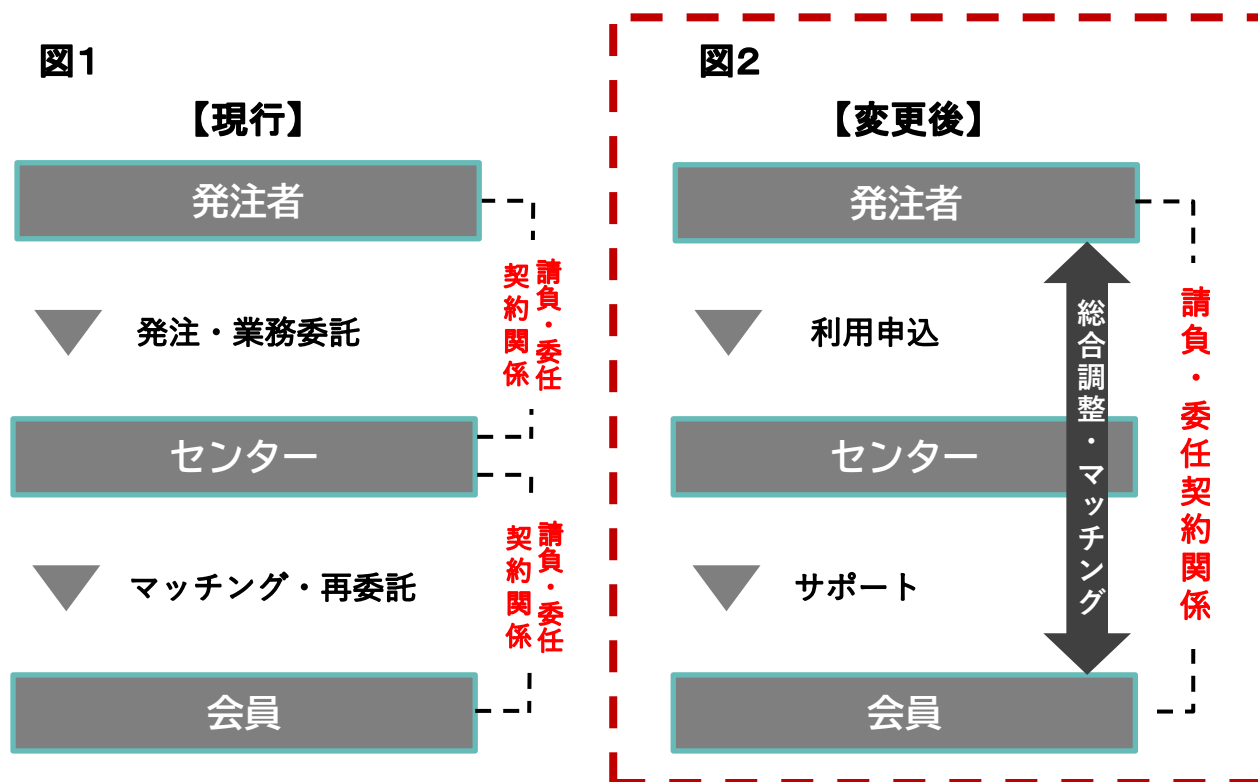 図1
【現行】
発注者
発注・業務委託
請負・委任
契約関係
センター
マッチング・再委託
請負・委任
契約関係
会員
図2
【変更後】
発注者
利用申込
センター
サポート
会員
総合調整・マッチング
請負・委任契約関係